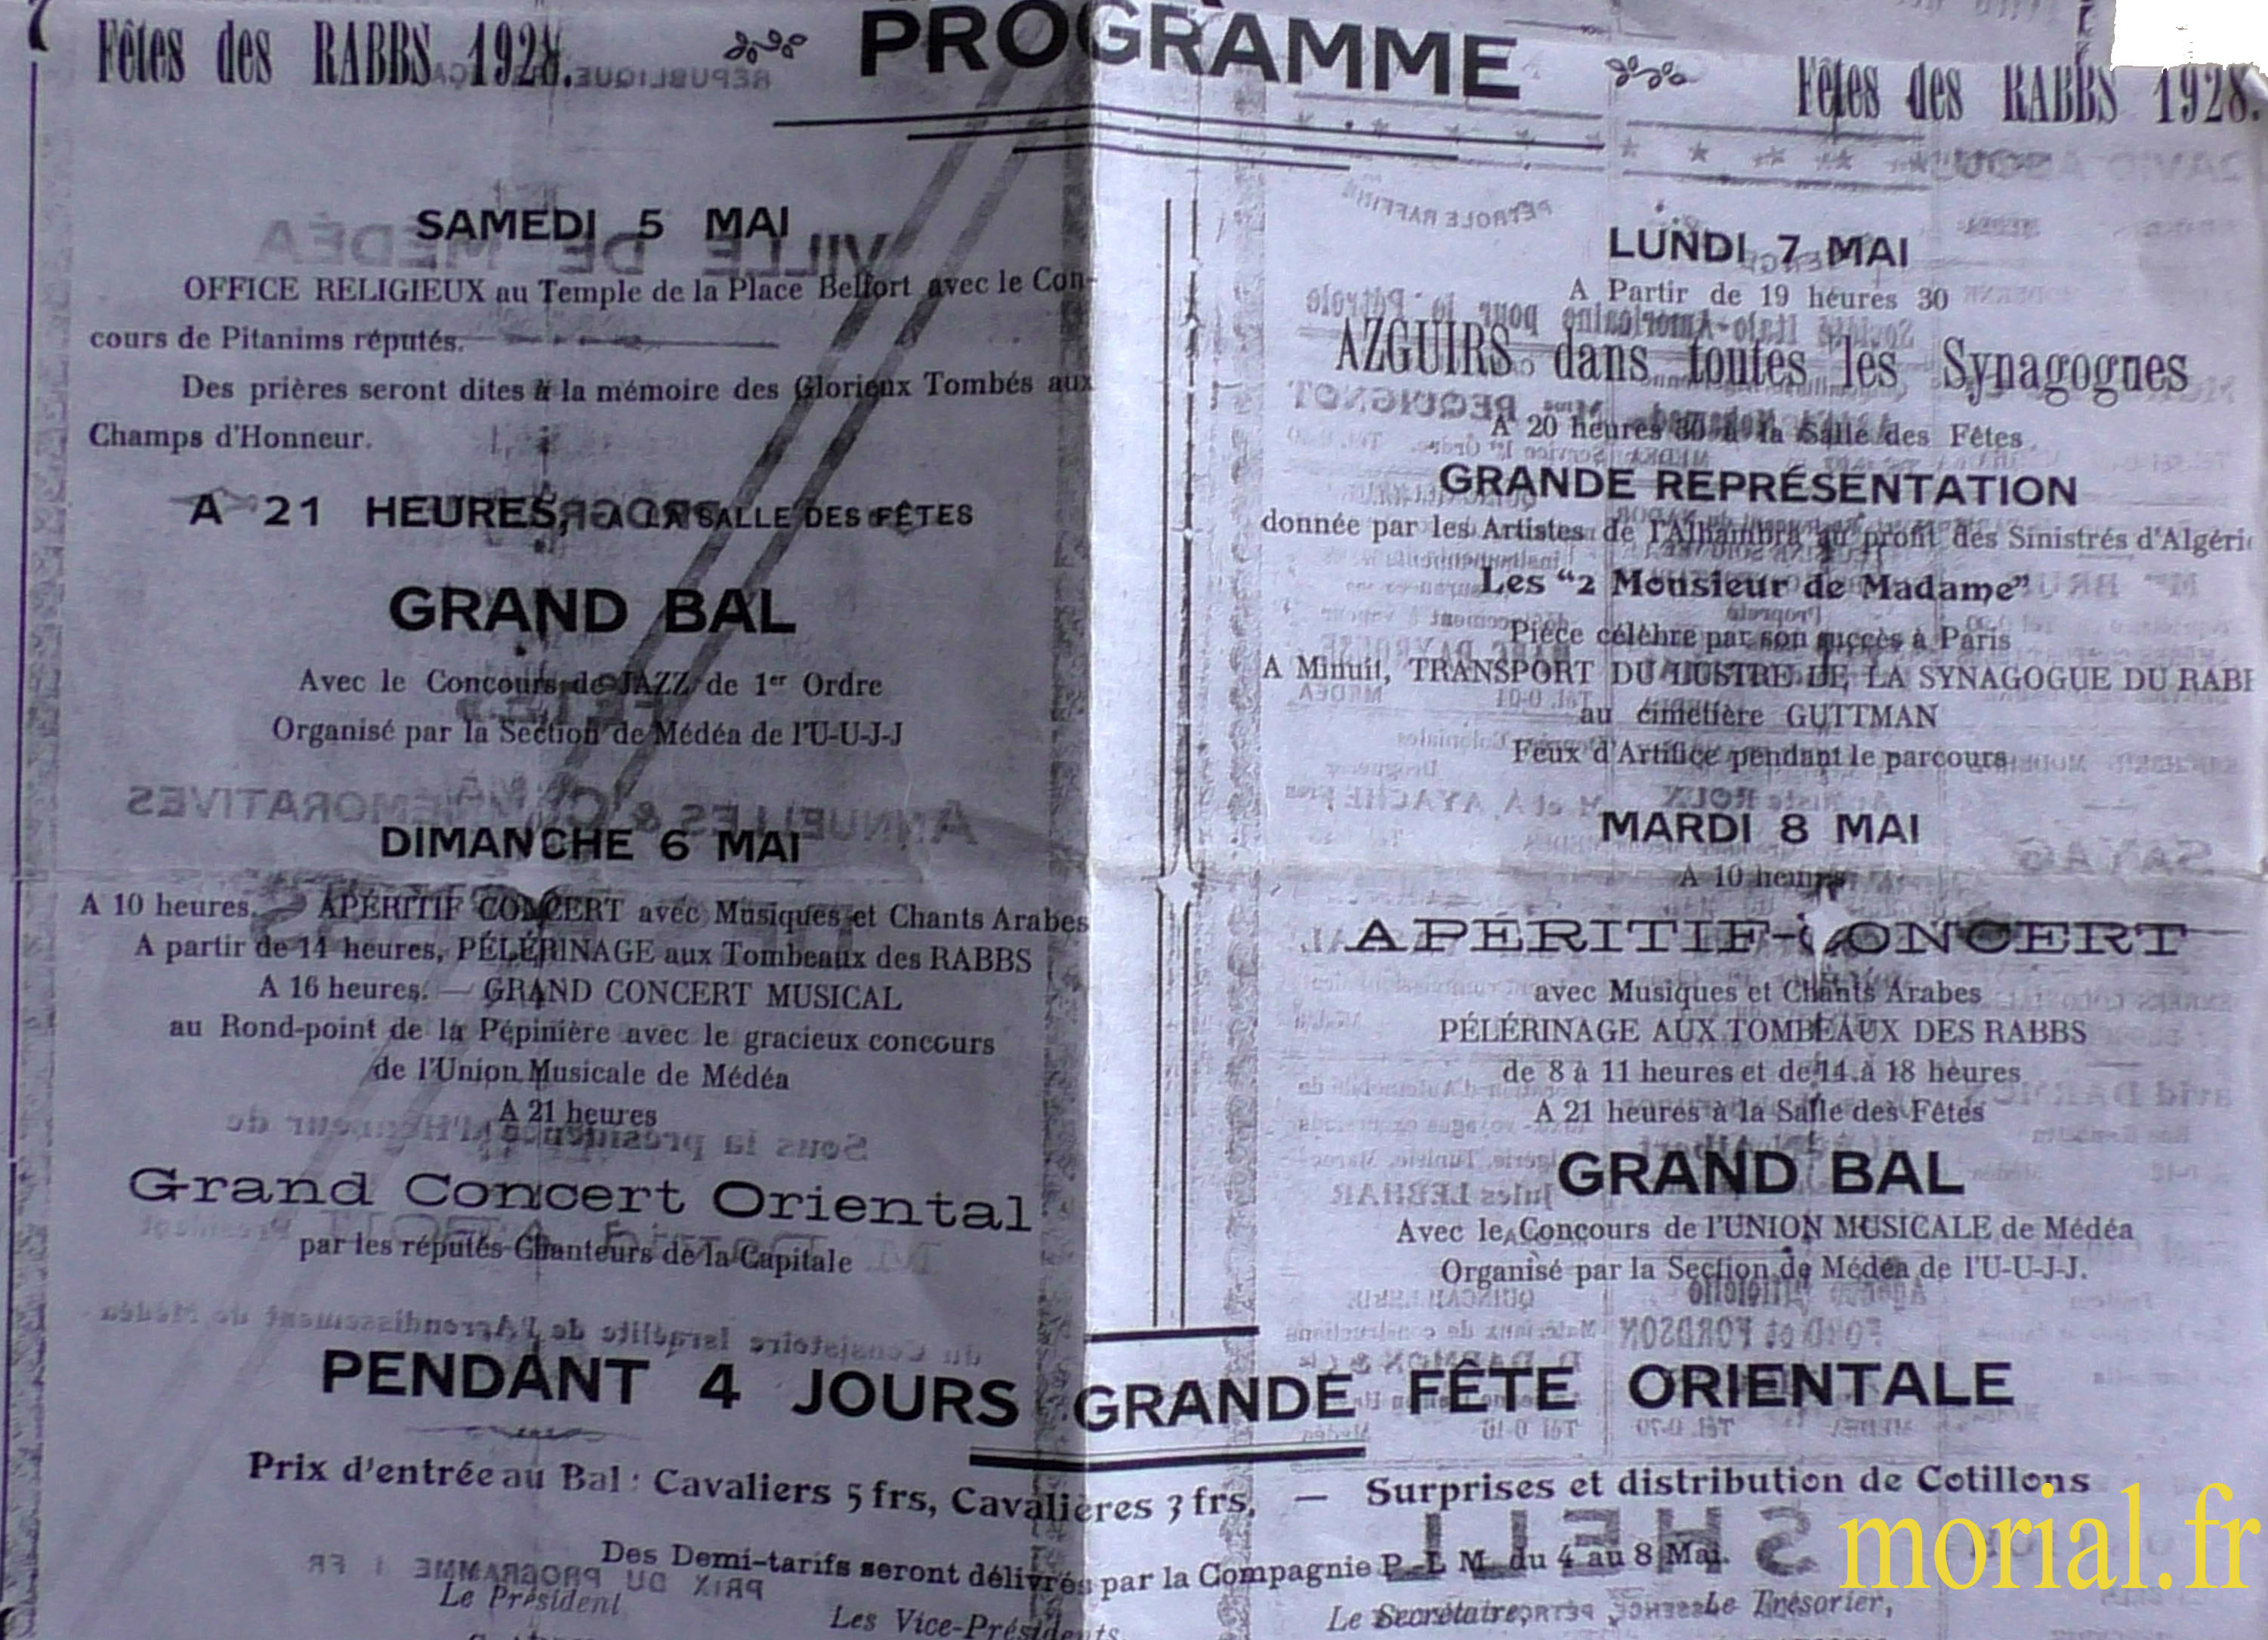 Fêtes des RABBS 1928.
PROGRAMME
Fêtes des RABBS 1928.
SAMEDI 5 MAI
OFFICE RELIGIEUX au Temple de la Place Belfort avec le Con-
cours de Pitanims réputés.
Des prières seront dites à la mémoire des Glorieux Tombés aux
Champs d'Honneur.
A 21 HEURES, A LA SALLE DES FÊTES
GRAND BAL
Avec le Concours de JAZZ de 1er Ordre
Organisé par la Section de Médéa de l'U-U-J-J
DIMANCHE 6 MAI
A 10 heures. — APÉRITIF CONCERT avec Musiques et Chants Arabes
A partir de 14 heures, PÉLÉRINAGE aux Tombeaux des RABBS
A 16 heures. — GRAND CONCERT MUSICAL
au Rond-point de la Pépinière avec le gracieux concours
de l'Union Musicale de Médéa
A 21 heures
Grand Concert Oriental
par les réputés Chanteurs de la Capitale
LUNDI 7 MAI
A Partir de 19 heures 30
AZGUIRS dans toutes les Synagogues
A 20 heures 30 à la Salle des Fêtes
GRANDE REPRÉSENTATION
donnée par les Artistes de l'Alhambra au profit des Sinistrés d'Algéri
Les "2 Monsieur de Madame"
Pièce célèbre par son succès à Paris
A Minuit, TRANSPORT DU LUSTRE DE LA SYNAGOGUE DU RABB
au cimetière GUTTMAN
Feux d'Artifice pendant le parcours
MARDI 8 MAI
A 10 heures
APÉRITIF-CONCERT
avec Musiques et Chants Arabes
PÉLÉRINAGE AUX TOMBEAUX DES RABBS
de 8 à 11 heures et de 14 à 18 heures
A 21 heures à la Salle des Fêtes
GRAND BAL
Avec le Concours de l'UNION MUSICALE de Médéa
Organisé par la Section de Médéa de l'U-U-J-J.
PENDANT 4 JOURS GRANDE FÊTE ORIENTALE
Prix d'entrée au Bal : Cavaliers 5 frs, Cavalières 3 frs. — Surprises et distribution de Cotillons
Des Demi-tarifs seront délivrés par la Compagnie P.-L M. du 4 au 8 Mai.
Le Président
Les Vice-Présidents
Le Secrétaire,
Le Trésorier,
morial.fr